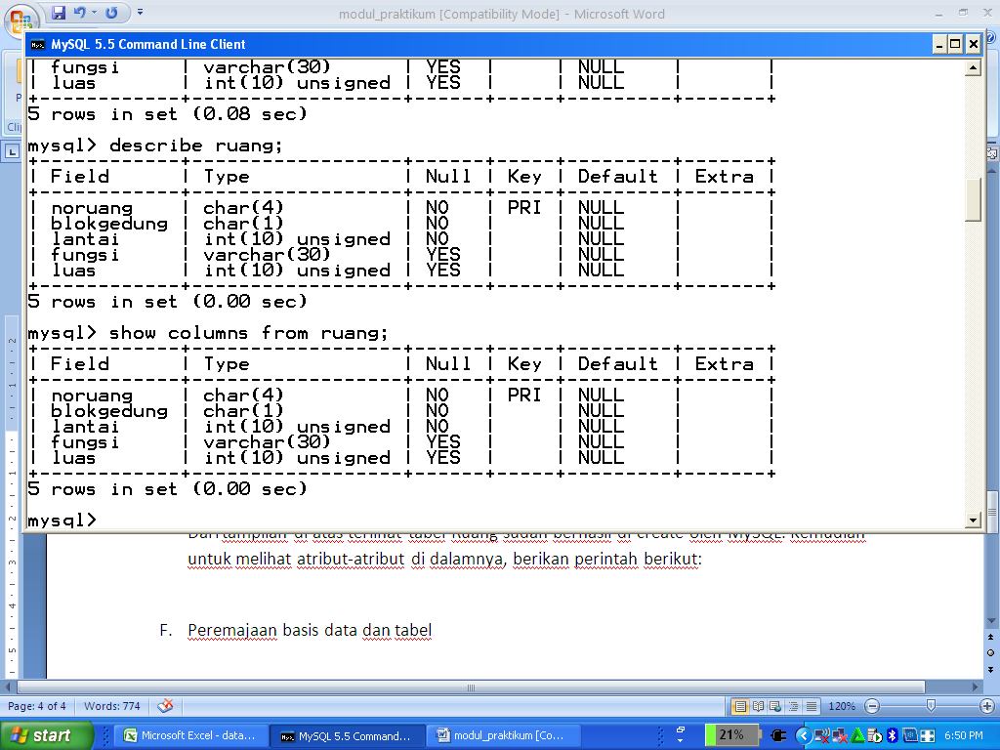 modul_praktikum [Compatibility Mode] - Microsoft Word
MySQL 5.5 Command Line Client
| fungsi | varchar(30) | YES | | NULL | |
| luas | int(10) unsigned | YES | | NULL | |
+-------------+------------------+------+-----+---------+-------+
5 rows in set (0.08 sec)
mysql> describe ruang;
+-------------+------------------+------+-----+---------+-------+
| Field | Type | Null | Key | Default | Extra |
+-------------+------------------+------+-----+---------+-------+
| noruang | char(4) | NO | PRI | NULL | |
| blokgedung | char(1) | NO | | NULL | |
| lantai | int(10) unsigned | NO | | NULL | |
| fungsi | varchar(30) | YES | | NULL | |
| luas | int(10) unsigned | YES | | NULL | |
+-------------+------------------+------+-----+---------+-------+
5 rows in set (0.00 sec)
mysql> show columns from ruang;
+-------------+------------------+------+-----+---------+-------+
| Field | Type | Null | Key | Default | Extra |
+-------------+------------------+------+-----+---------+-------+
| noruang | char(4) | NO | PRI | NULL | |
| blokgedung | char(1) | NO | | NULL | |
| lantai | int(10) unsigned | NO | | NULL | |
| fungsi | varchar(30) | YES | | NULL | |
| luas | int(10) unsigned | YES | | NULL | |
+-------------+------------------+------+-----+---------+-------+
5 rows in set (0.00 sec)
mysql>
Dari tampilan di atas terlihat tabel Ruang sudah berhasil di create oleh MySQL. Kemudian
untuk melihat atribut-atribut di dalamnya, berikan perintah berikut:
F. Peremajaan basis data dan tabel
Page: 4 of 4 Words: 774 120%
start Microsoft Excel - data... MySQL 5.5 Command... modul_praktikum [Co... 21% 6:50 PM